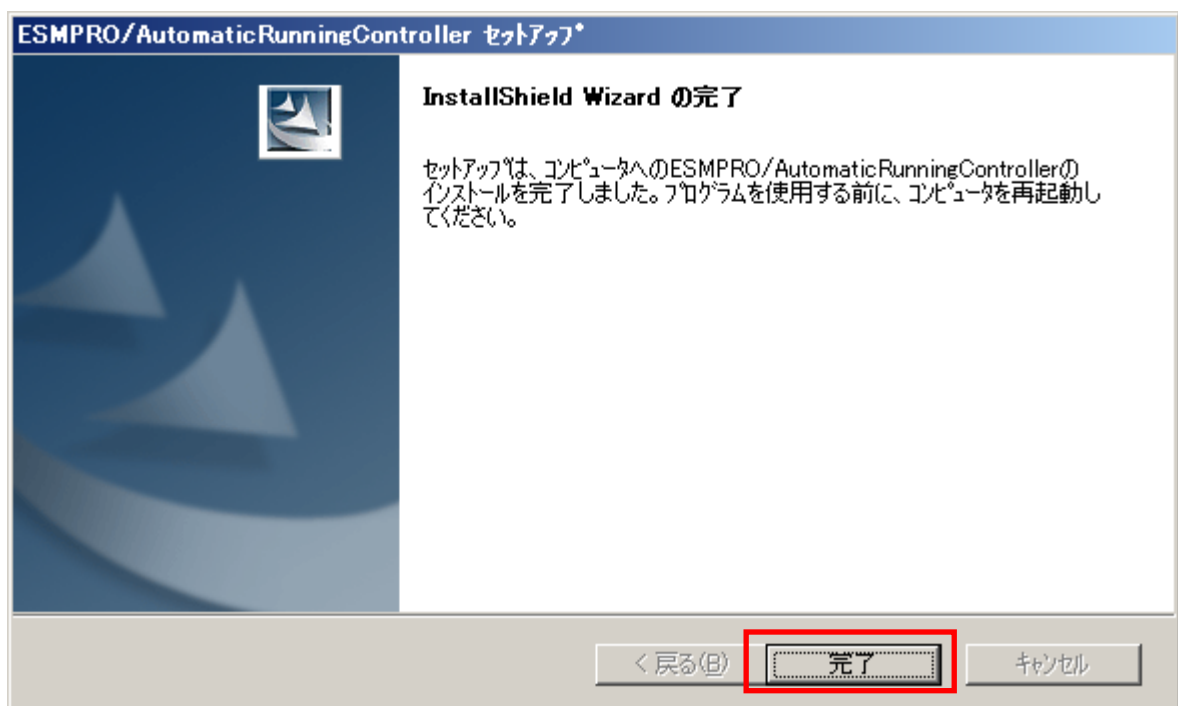 ESMPRO/AutomaticRunningController ｾｯﾄｱｯﾌﾟ
InstallShield Wizard の完了
ｾｯﾄｱｯﾌﾟは、ｺﾝﾋﾟｭｰﾀへのESMPRO/AutomaticRunningControllerの
ｲﾝｽﾄｰﾙを完了しました。ﾌﾟﾛｸﾞﾗﾑを使用する前に、ｺﾝﾋﾟｭｰﾀを再起動し
てください。
< 戻る(B)
完了
ｷｬﾝｾﾙ